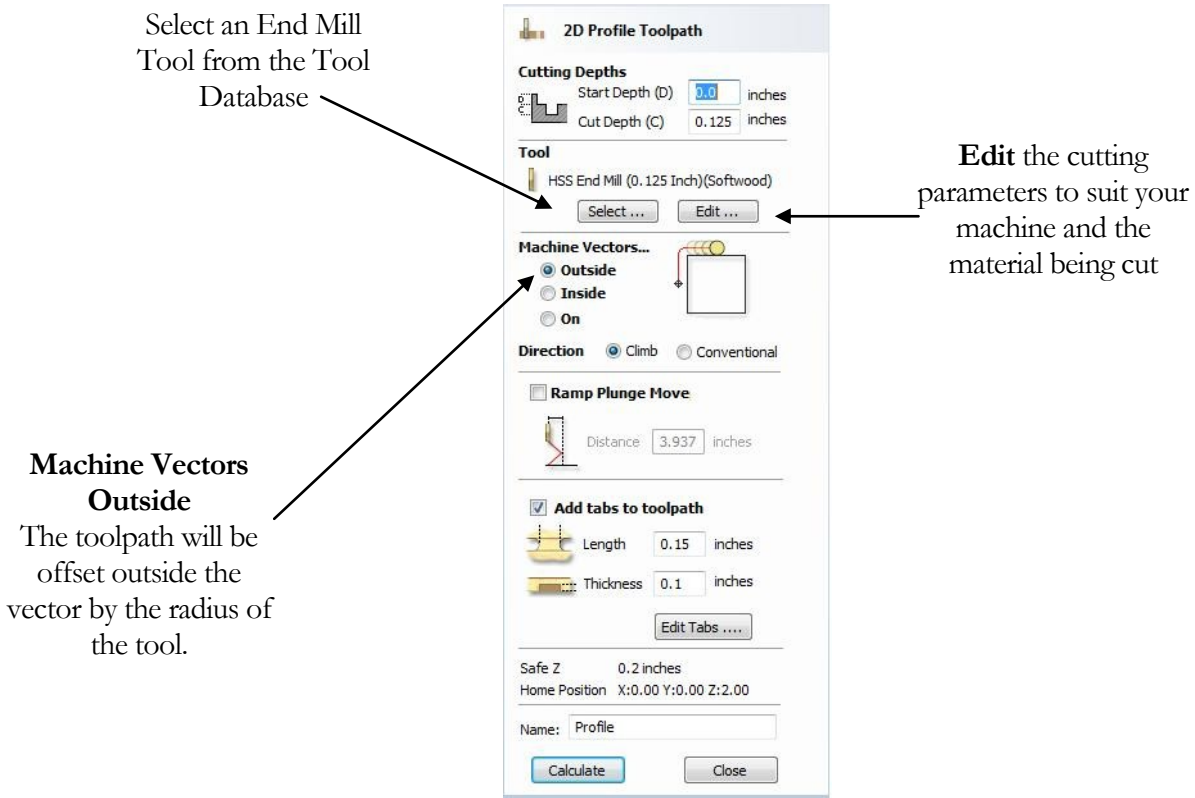 Select an End Mill
Tool from the Tool
Database
2D Profile Toolpath
Cutting Depths
Start Depth (D) 0.0 inches
Cut Depth (C) 0.125 inches
Tool
HSS End Mill (0.125 Inch)(Softwood)
Select ... Edit ...
Edit the cutting
parameters to suit your
machine and the
material being cut
Machine Vectors...
Outside
Inside
On
Direction Climb Conventional
Ramp Plunge Move
Distance 3.937 inches
Machine Vectors
Outside
The toolpath will be
offset outside the
vector by the radius of
the tool.
Add tabs to toolpath
Length 0.15 inches
Thickness 0.1 inches
Edit Tabs ....
Safe Z 0.2 inches
Home Position X:0.00 Y:0.00 Z:2.00
Name: Profile
Calculate Close